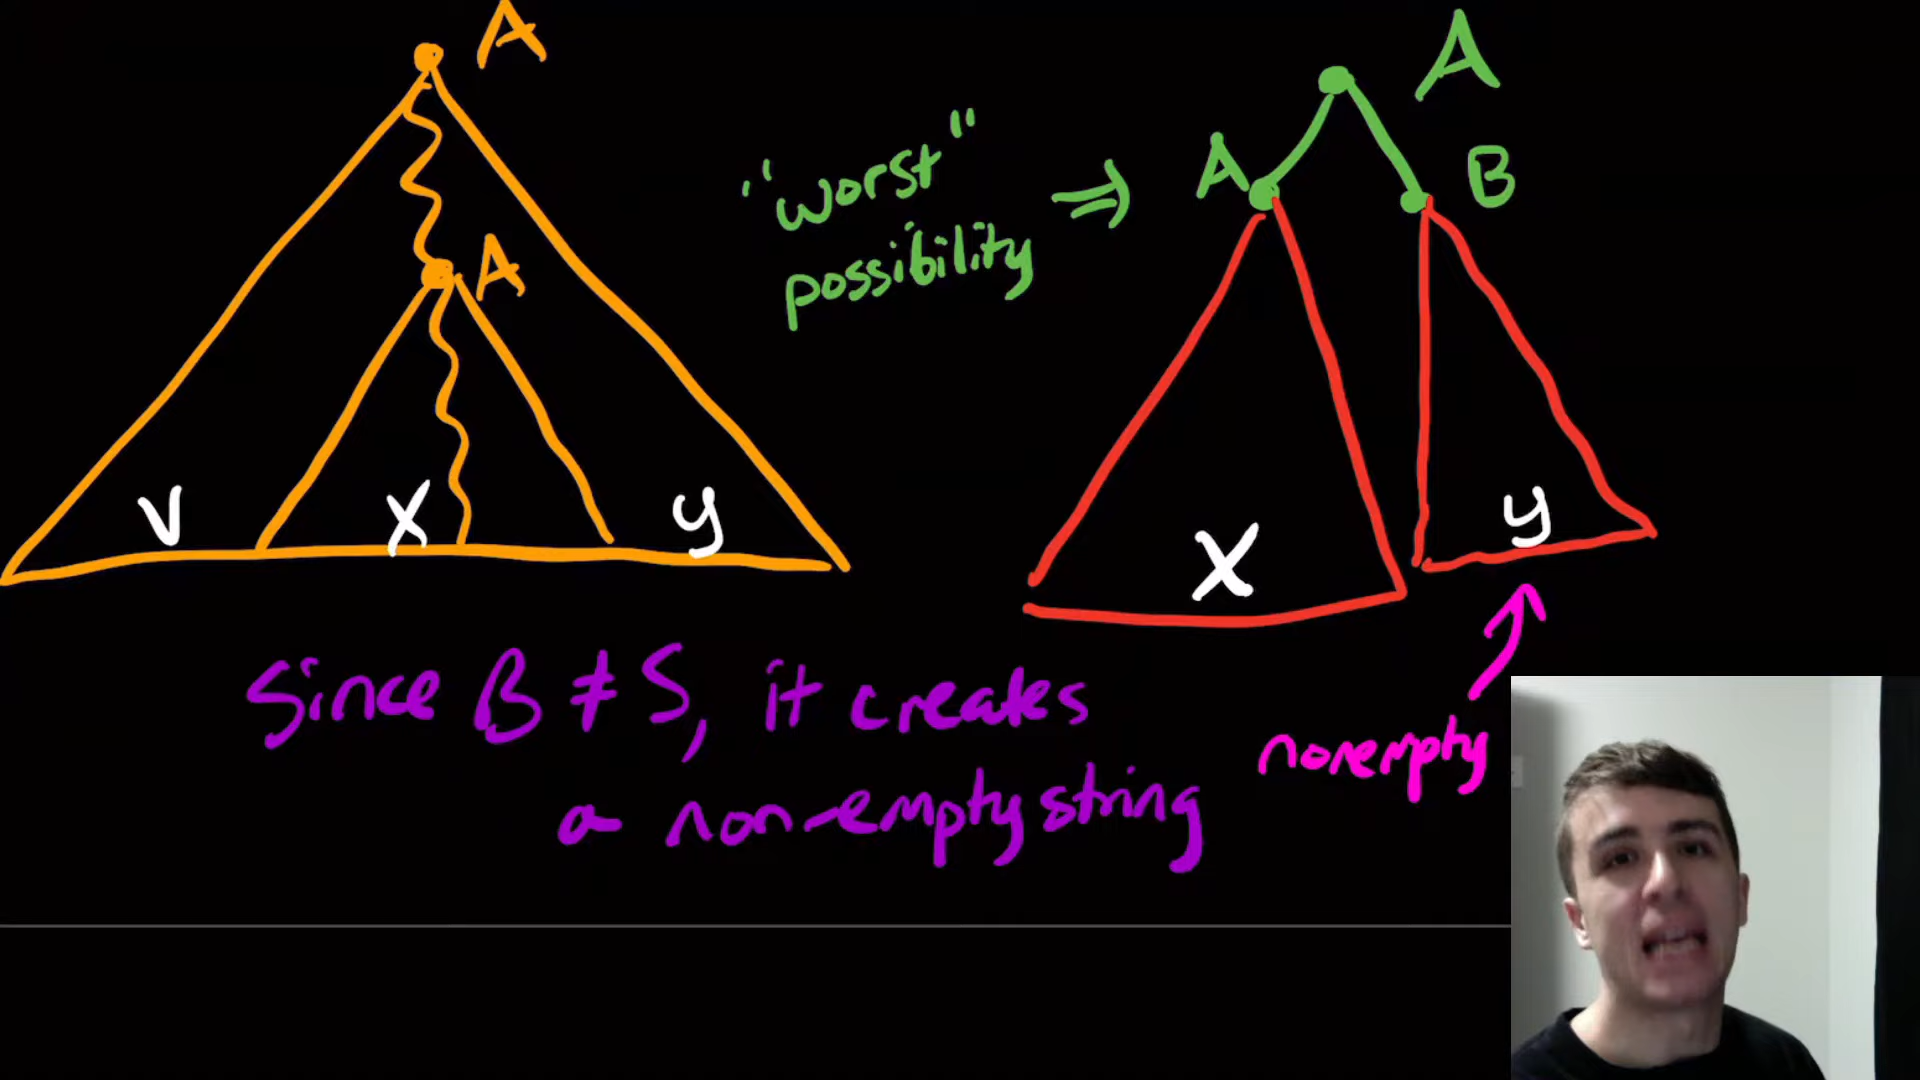 A
A
v x y
"worst"
possibility ⇒
A
A B
x y
Since B ≠ S, it creates
a non-empty string
nonempty